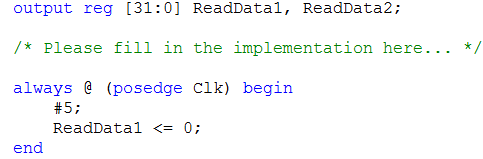 output reg [31:0] ReadData1, ReadData2;
/* Please fill in the implementation here... */
always @ (posedge Clk) begin
#5;
ReadData1 <= 0;
end